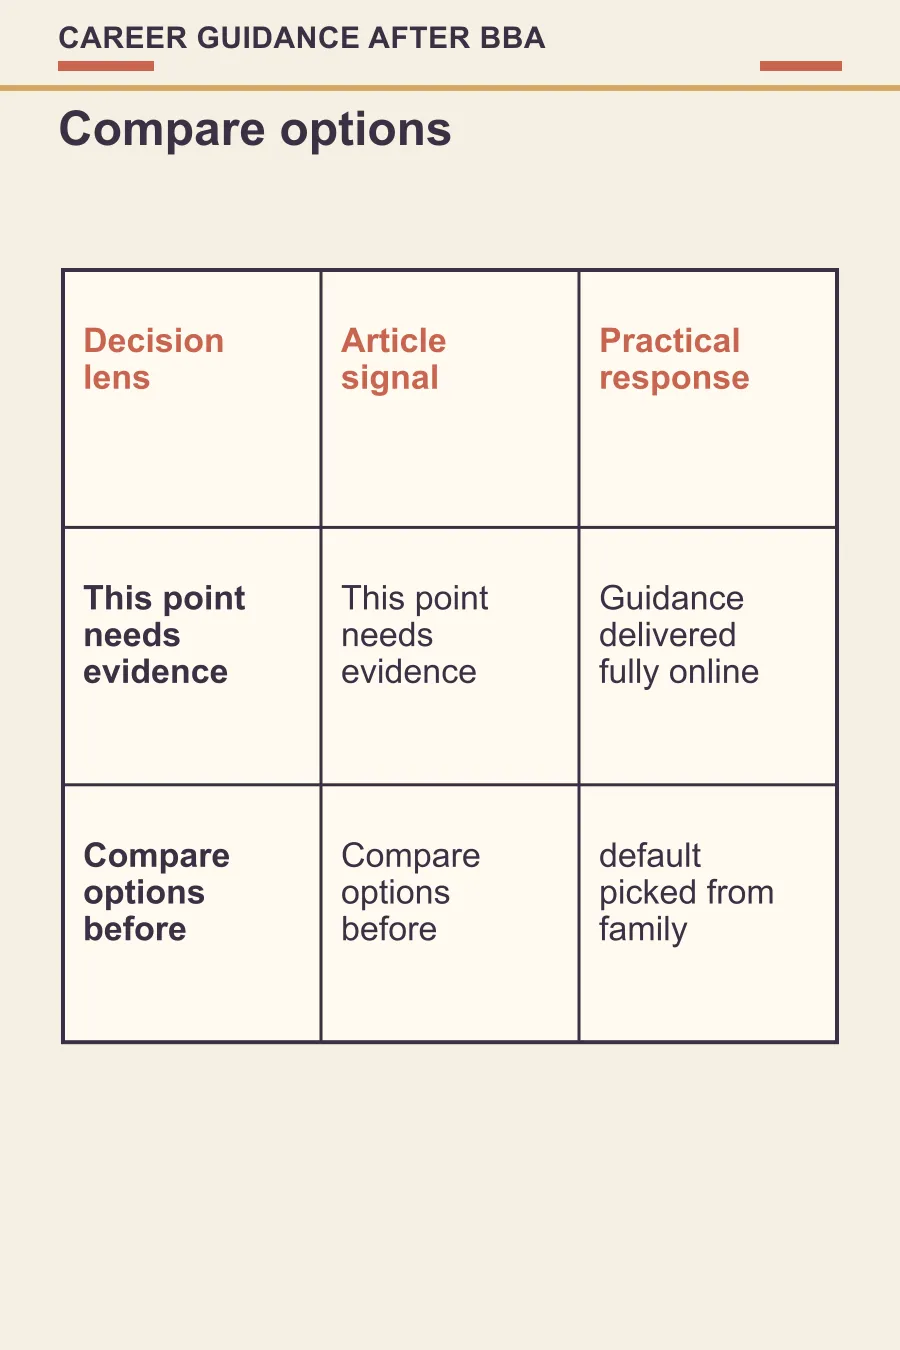 CAREER GUIDANCE AFTER BBA
Compare options
Decision
lens
Article
signal
Practical
response
This point
needs
evidence
This point
needs
evidence
Guidance
delivered
fully online
Compare
options
before
Compare
options
before
default
picked from
family